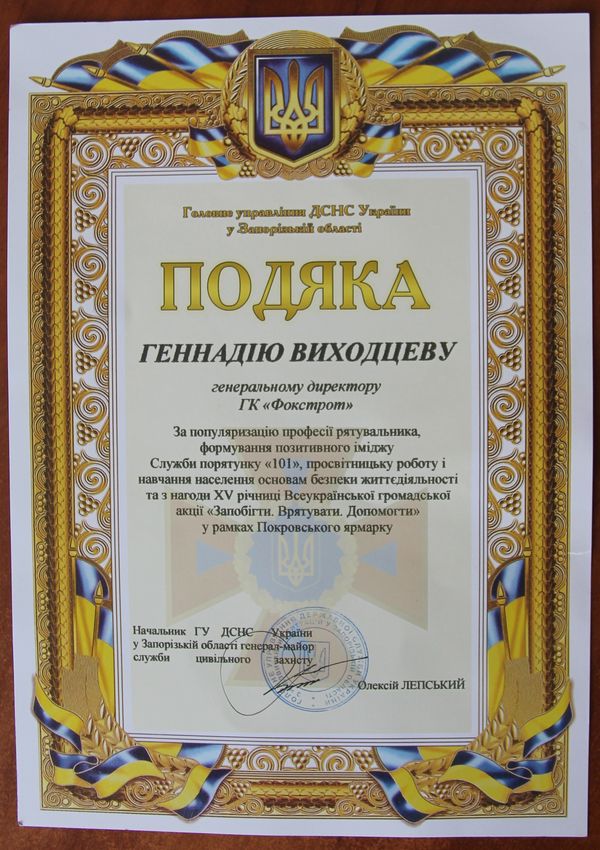 Головне управління ДСНС України
у Запорізькій області
ПОДЯКА
ГЕННАДІЮ ВИХОДЦЕВУ
генеральному директору
ГК «Фокстрот»
За популяризацію професії рятувальника,
формування позитивного іміджу
Служби порятунку «101», просвітницьку роботу і
навчання населення основам безпеки життєдіяльності
та з нагоди XV річниці Всеукраїнської громадської
акції «Запобігти. Врятувати. Допомогти»
у рамках Покровського ярмарку
Начальник ГУ ДСНС України
у Запорізькій області генерал-майор
служби цивільного захисту
Олексій ЛЕПСЬКИЙ